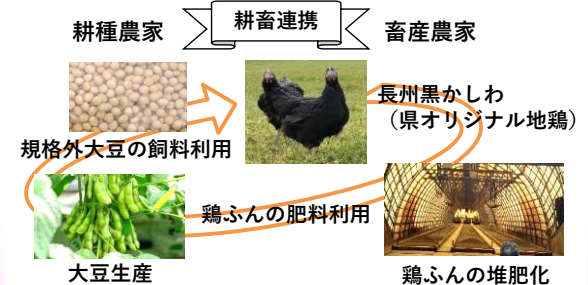 耕畜連携
耕種農家
畜産農家
長州黒かしわ
（県オリジナル地鶏）
規格外大豆の飼料利用
鶏ふんの肥料利用
大豆生産
鶏ふんの堆肥化